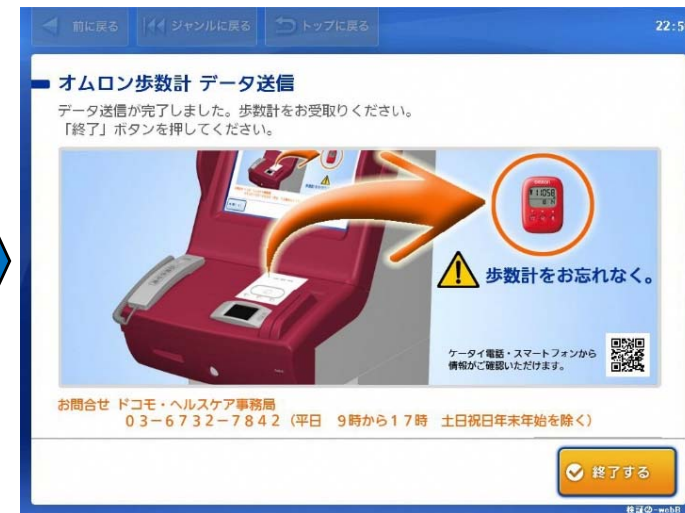 前に戻る
ジャンルに戻る
トップに戻る
22:5
オムロン歩数計 データ送信
データ送信が完了しました。歩数計をお受取りください。
「終了」ボタンを押してください。
11058
歩数計をお忘れなく。
ケータイ電話・スマートフォンから
情報がご確認いただけます。
お問合せ ドコモ・ヘルスケア事務局
03-6732-7842(平日 9時から17時 土日祝日年末年始を除く)
終了する